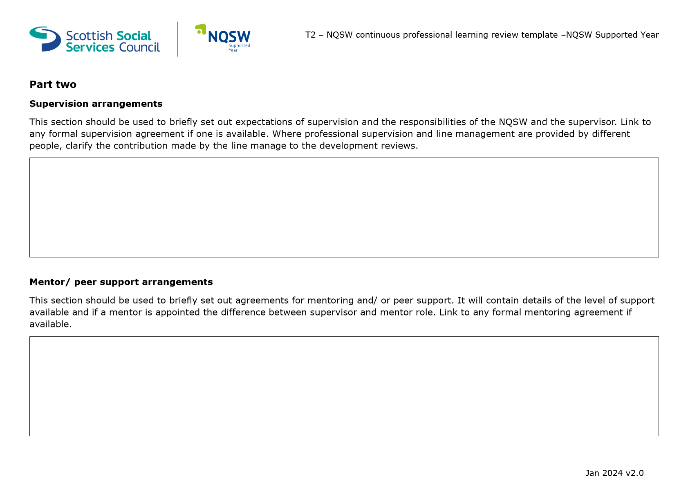 Scottish Social
Services Council
NQSW
Supported
Year
T2 – NQSW continuous professional learning review template –NQSW Supported Year
Part two
Supervision arrangements
This section should be used to briefly set out expectations of supervision and the responsibilities of the NQSW and the supervisor. Link to
any formal supervision agreement if one is available. Where professional supervision and line management are provided by different
people, clarify the contribution made by the line manage to the development reviews.
Mentor/ peer support arrangements
This section should be used to briefly set out agreements for mentoring and/ or peer support. It will contain details of the level of support
available and if a mentor is appointed the difference between supervisor and mentor role. Link to any formal mentoring agreement if
available.
Jan 2024 v2.0